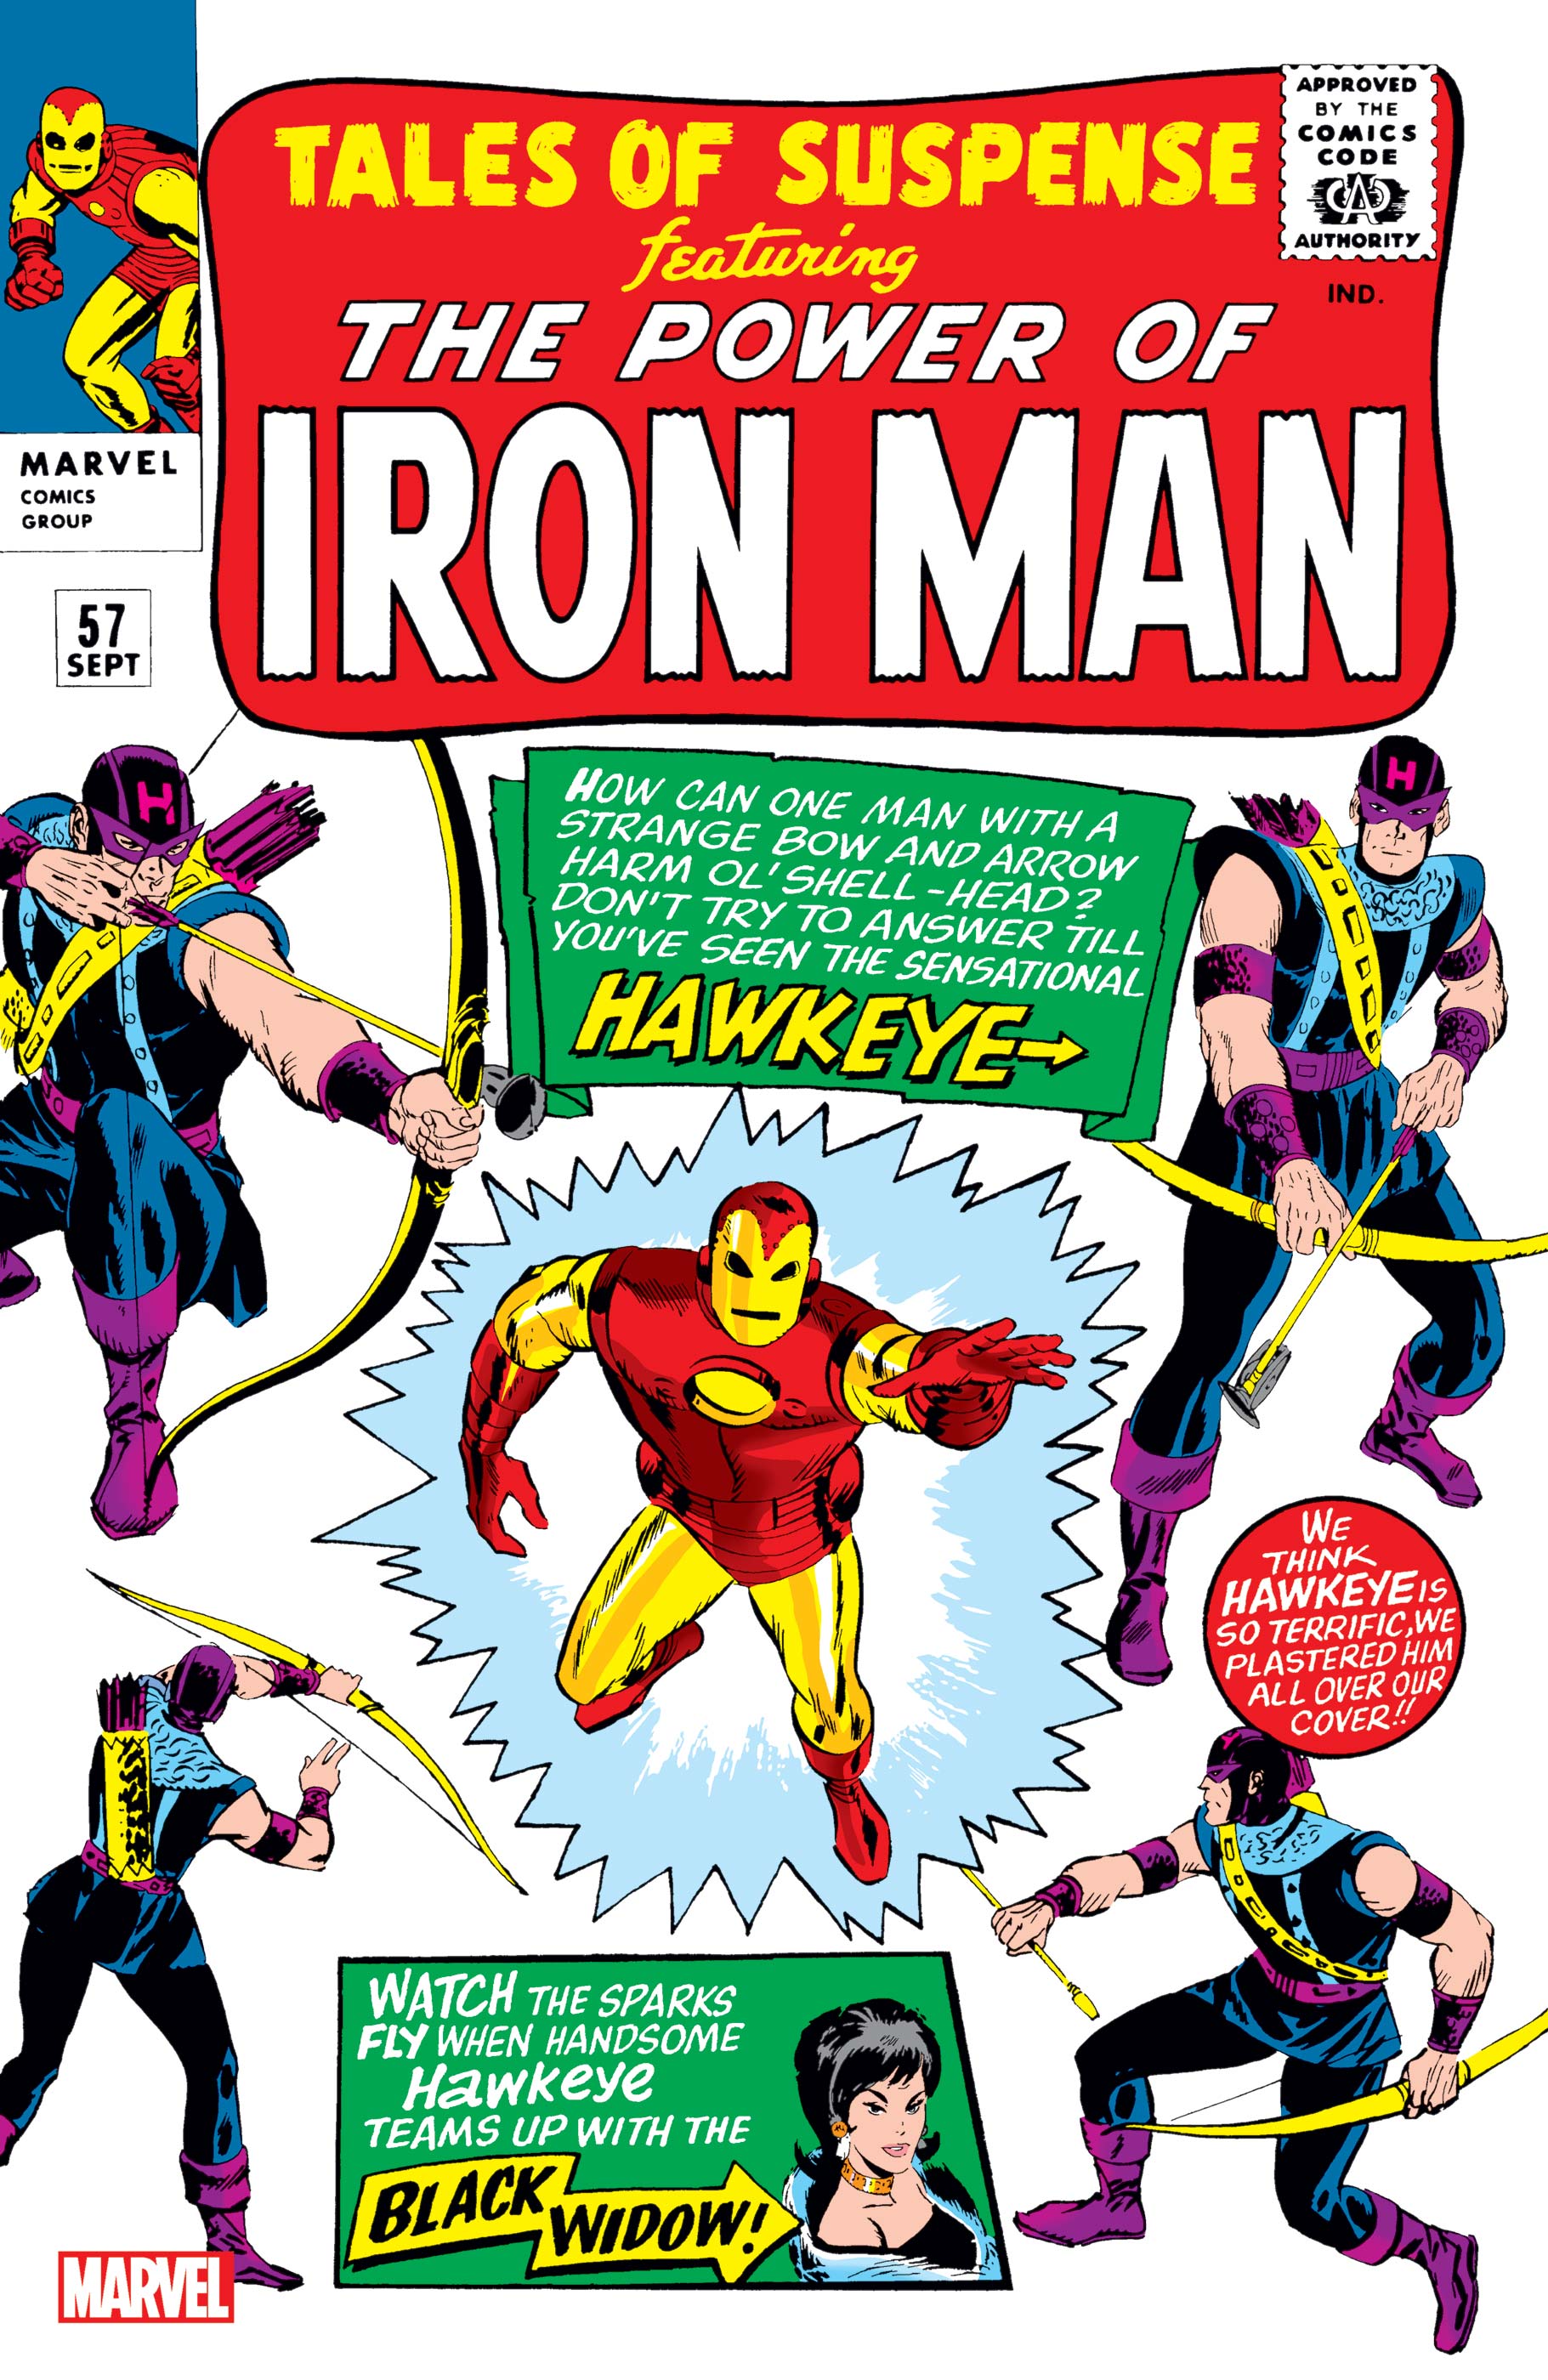 TALES OF SUSPENSE
featuring
THE POWER OF
IRON MAN
APPROVED
BY THE
COMICS
CODE
CA
AUTHORITY
IND.
MARVEL
COMICS
GROUP
57
SEPT
H
HOW CAN ONE MAN WITH A
STRANGE BOW AND ARROW
HARM OL' SHELL-HEAD?
DON'T TRY TO ANSWER TILL
YOU'VE SEEN THE SENSATIONAL
HAWKEYE→
H
WE
THINK
HAWKEYE IS
SO TERRIFIC, WE
PLASTERED HIM
ALL OVER OUR
COVER!!
WATCH THE SPARKS
FLY WHEN HANDSOME
Hawkeye
TEAMS UP WITH THE
BLACK
WIDOW!
MARVEL